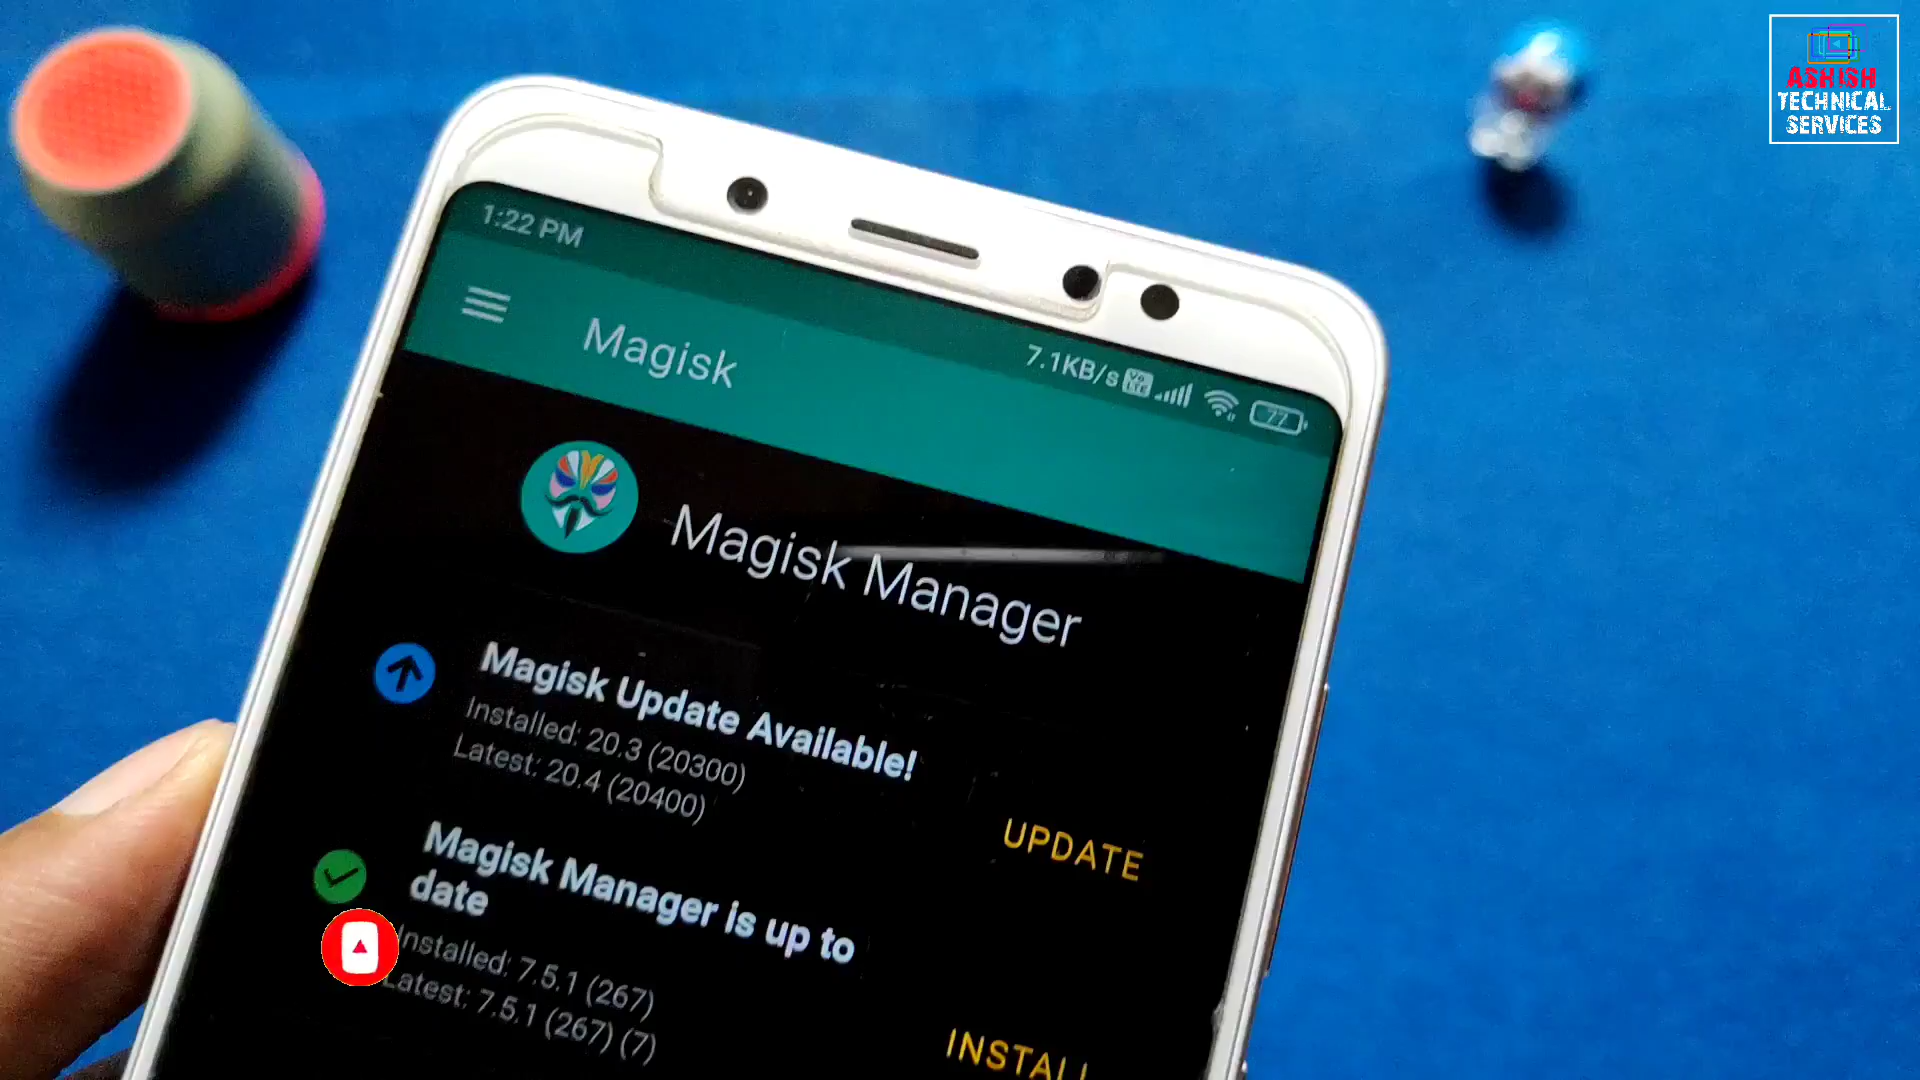 ASHISH
TECHNICAL
SERVICES
1:22 PM
7.1KB/s
77
Magisk
Magisk Manager
Magisk Update Available!
Installed: 20.3 (20300)
Latest: 20.4 (20400)
UPDATE
Magisk Manager is up to
date
Installed: 7.5.1 (267)
Latest: 7.5.1 (267) (7)
INSTALL